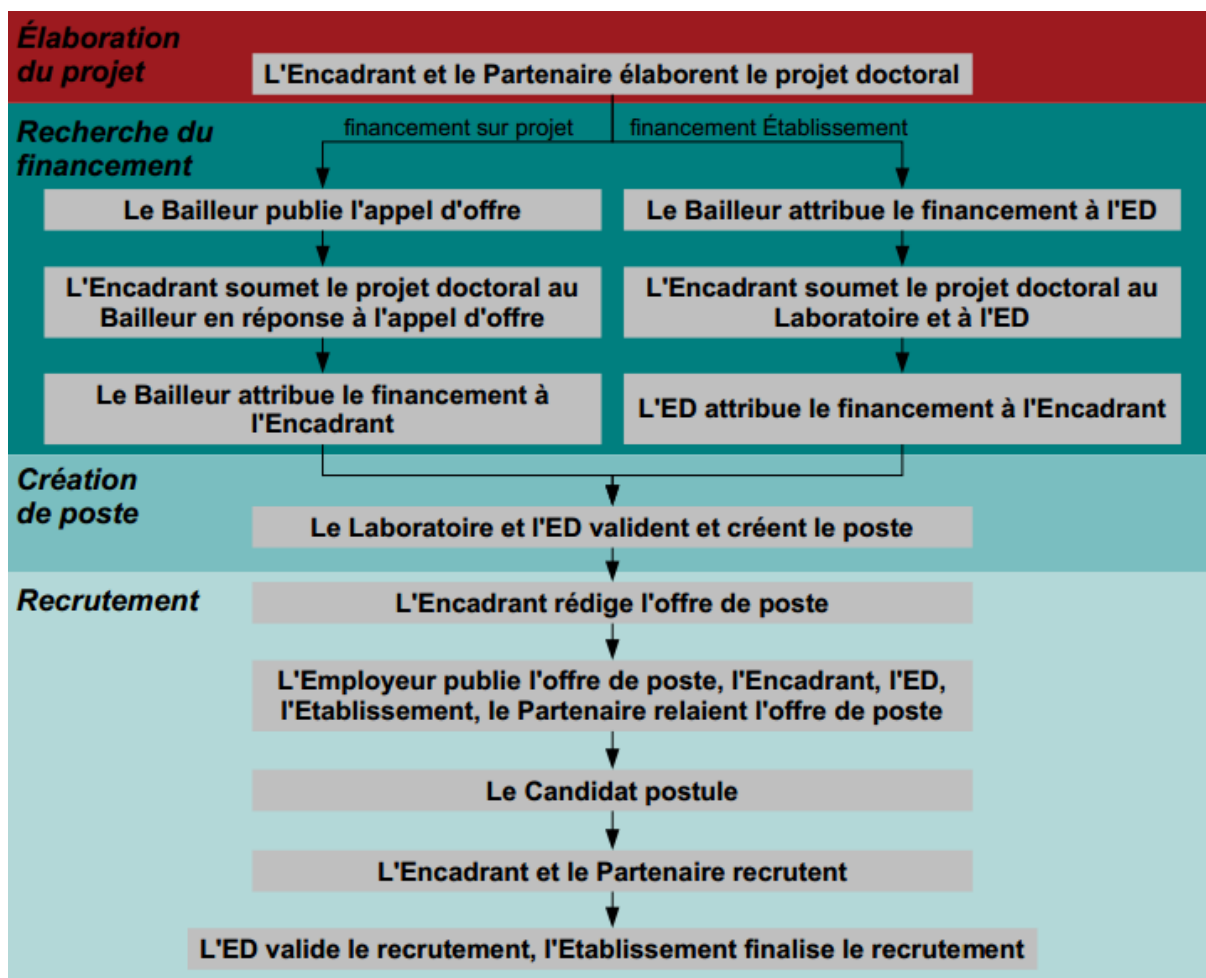 Élaboration
du projet
L'Encadrant et le Partenaire élaborent le projet doctoral
Recherche du
financement
financement sur projet
financement Établissement
Le Bailleur publie l'appel d'offre
Le Bailleur attribue le financement à l'ED
L'Encadrant soumet le projet doctoral au
Bailleur en réponse à l'appel d'offre
L'Encadrant soumet le projet doctoral au
Laboratoire et à l'ED
Le Bailleur attribue le financement à
l'Encadrant
L'ED attribue le financement à l'Encadrant
Création
de poste
Le Laboratoire et l'ED valident et créent le poste
Recrutement
L'Encadrant rédige l'offre de poste
L'Employeur publie l'offre de poste, l'Encadrant, l'ED,
l'Etablissement, le Partenaire relaient l'offre de poste
Le Candidat postule
L'Encadrant et le Partenaire recrutent
L'ED valide le recrutement, l'Etablissement finalise le recrutement